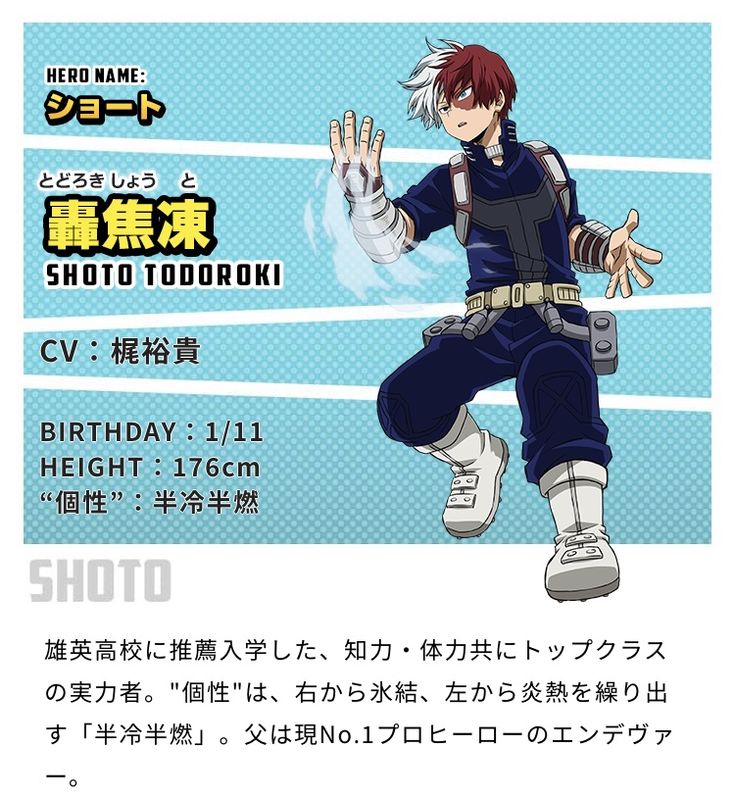 HERO NAME:
ショート
とどろき しょう と
轟焦凍
SHOTO TODOROKI
CV：梶裕貴
BIRTHDAY：1/11
HEIGHT：176cm
“個性”：半冷半燃
SHOTO
雄英高校に推薦入学した、知力・体力共にトップクラス
の実力者。"個性"は、右から氷結、左から炎熱を繰り出
す「半冷半燃」。父は現No.1プロヒーローのエンデヴァ
ー。